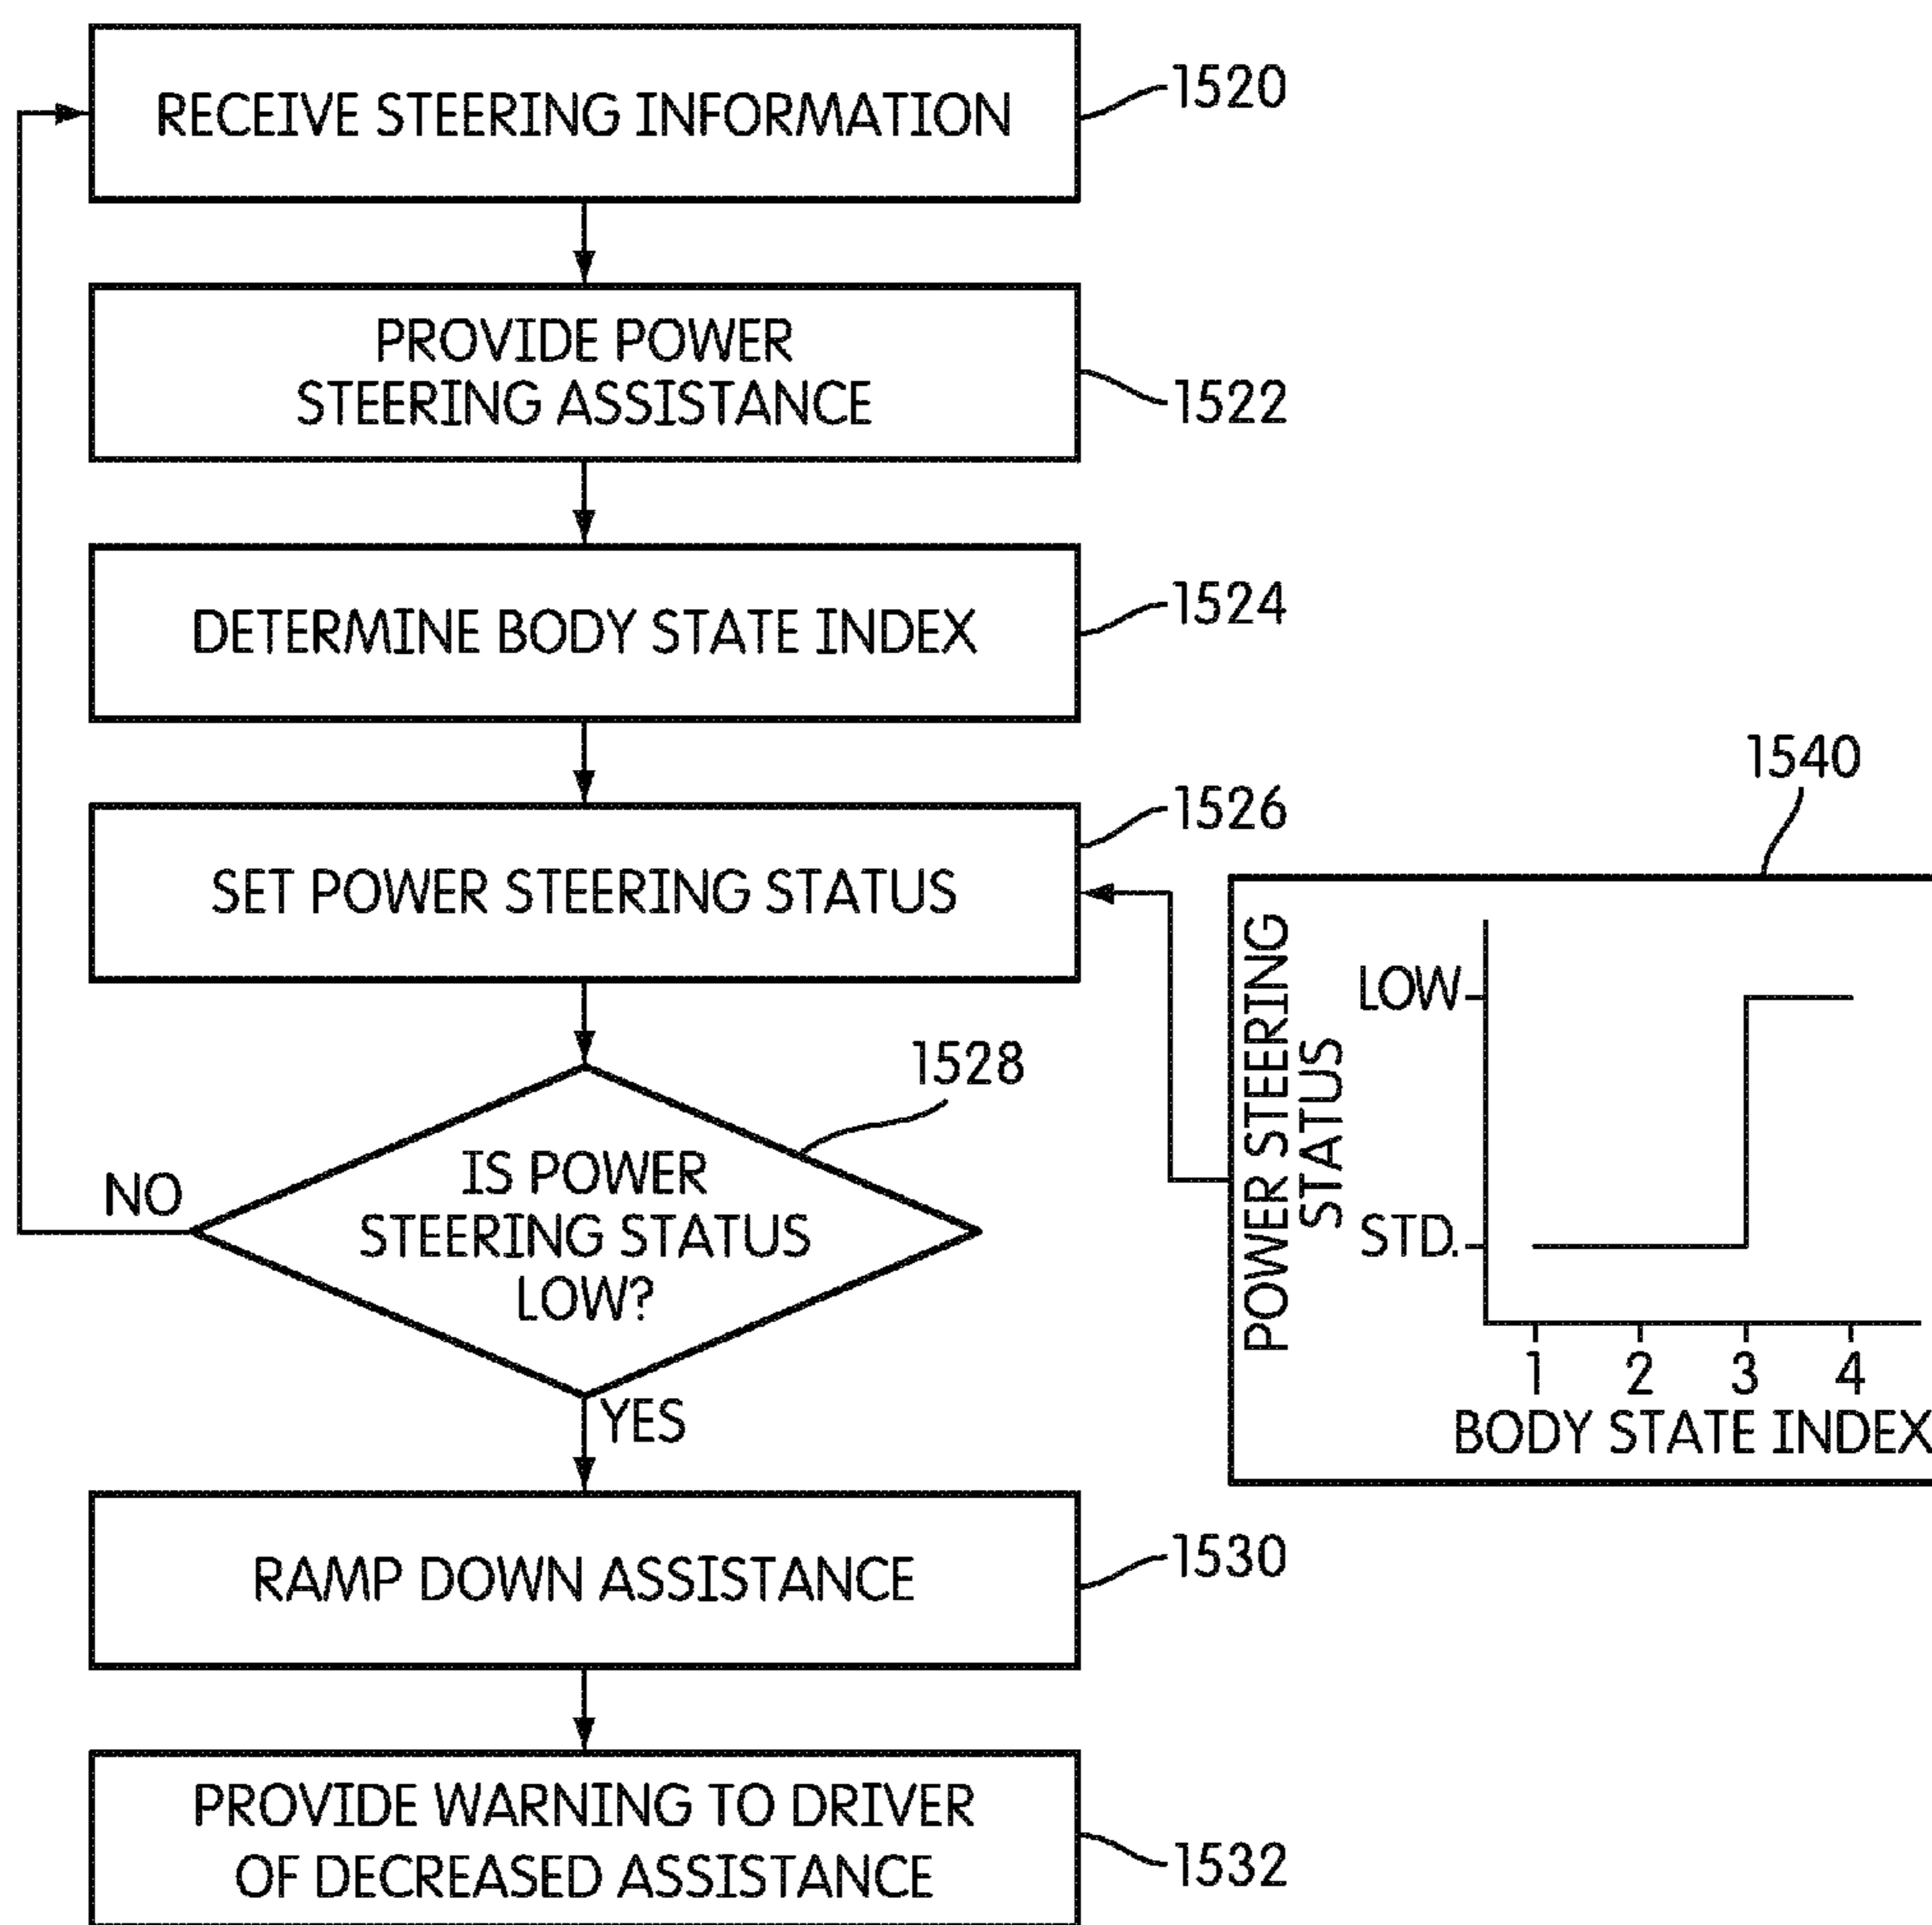 RECEIVE STEERING INFORMATION
1520
PROVIDE POWER
STEERING ASSISTANCE
1522
DETERMINE BODY STATE INDEX
1524
SET POWER STEERING STATUS
1526
IS POWER
STEERING STATUS
LOW?
1528
NO
YES
RAMP DOWN ASSISTANCE
1530
PROVIDE WARNING TO DRIVER
OF DECREASED ASSISTANCE
1532
1540
POWER STEERING
STATUS
LOW
STD.
1 2 3 4
BODY STATE INDEX